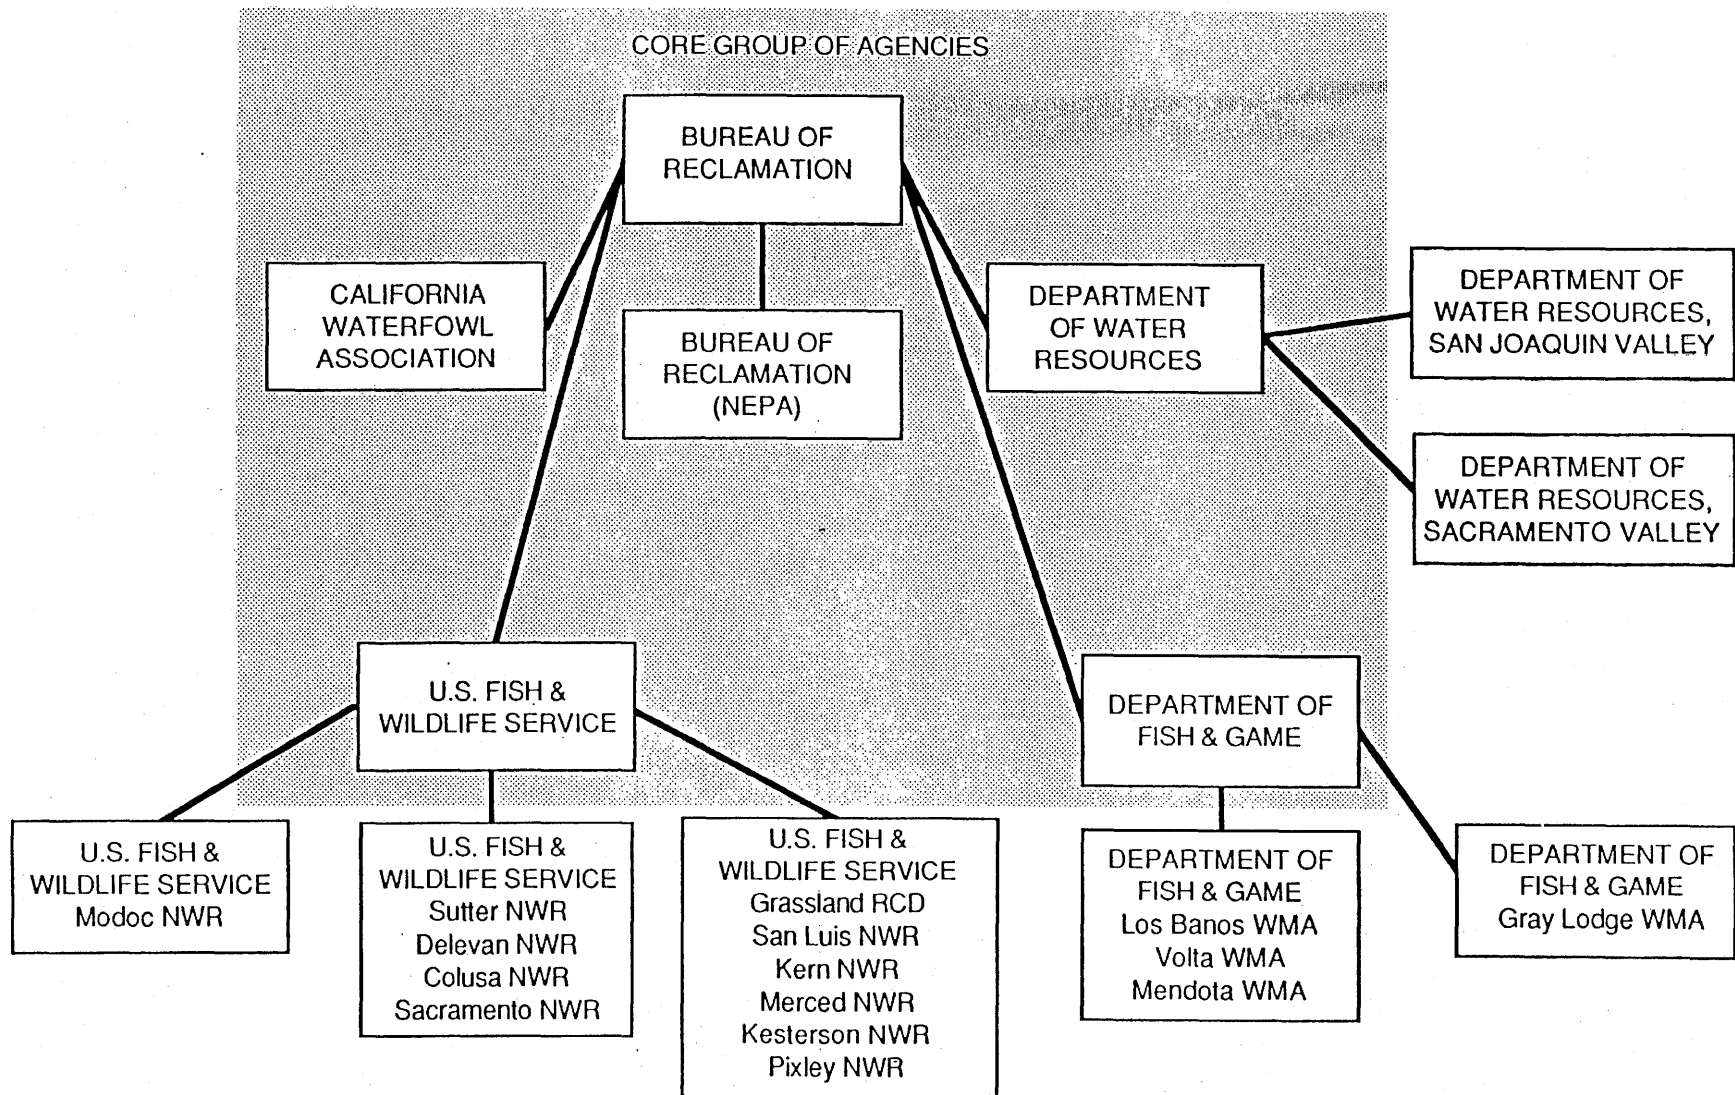 CORE GROUP OF AGENCIES
BUREAU OF
RECLAMATION
CALIFORNIA
WATERFOWL
ASSOCIATION
BUREAU OF
RECLAMATION
(NEPA)
DEPARTMENT
OF WATER
RESOURCES
DEPARTMENT OF
WATER RESOURCES,
SAN JOAQUIN VALLEY
DEPARTMENT OF
WATER RESOURCES,
SACRAMENTO VALLEY
U.S. FISH &
WILDLIFE SERVICE
DEPARTMENT OF
FISH & GAME
U.S. FISH &
WILDLIFE SERVICE
Modoc NWR
U.S. FISH &
WILDLIFE SERVICE
Sutter NWR
Delevan NWR
Colusa NWR
Sacramento NWR
U.S. FISH &
WILDLIFE SERVICE
Grassland RCD
San Luis NWR
Kern NWR
Merced NWR
Kesterson NWR
Pixley NWR
DEPARTMENT OF
FISH & GAME
Los Banos WMA
Volta WMA
Mendota WMA
DEPARTMENT OF
FISH & GAME
Gray Lodge WMA